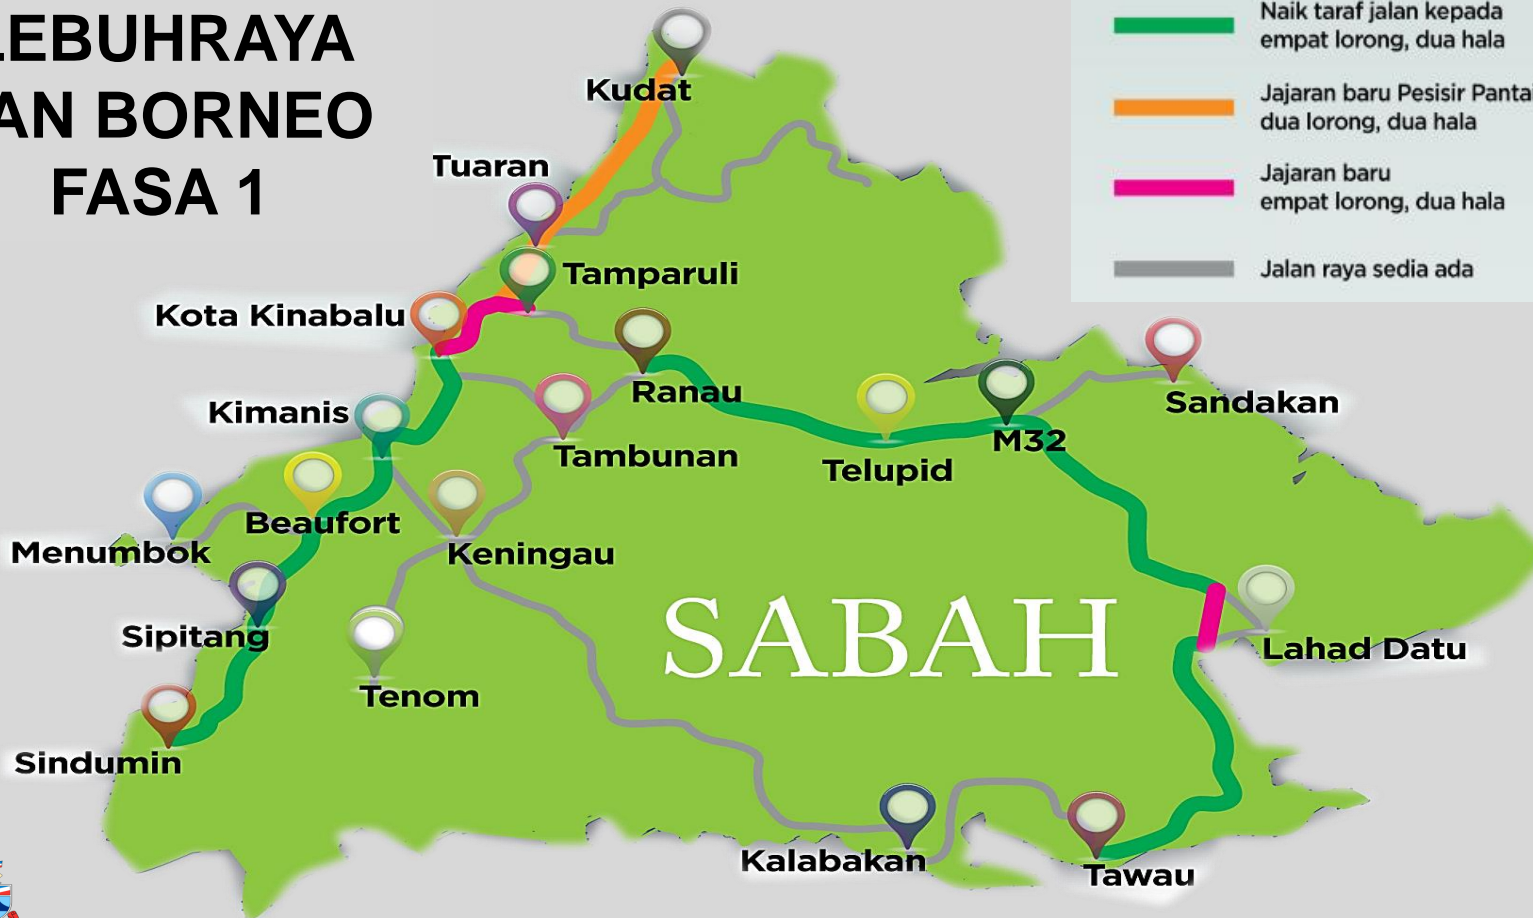 LEBUHRAYA
AN BORNEO
FASA 1
Naik taraf jalan kepada
empat lorong, dua hala
Jajaran baru Pesisir Pantai
dua lorong, dua hala
Jajaran baru
empat lorong, dua hala
Jalan raya sedia ada
Kudat
Tuaran
Tamparuli
Kota Kinabalu
Ranau
Kimanis
Sandakan
M32
Tambunan
Telupid
Beaufort
Menumbok
Keningau
Sipitang
SABAH
Lahad Datu
Tenom
Sindumin
Kalabakan
Tawau